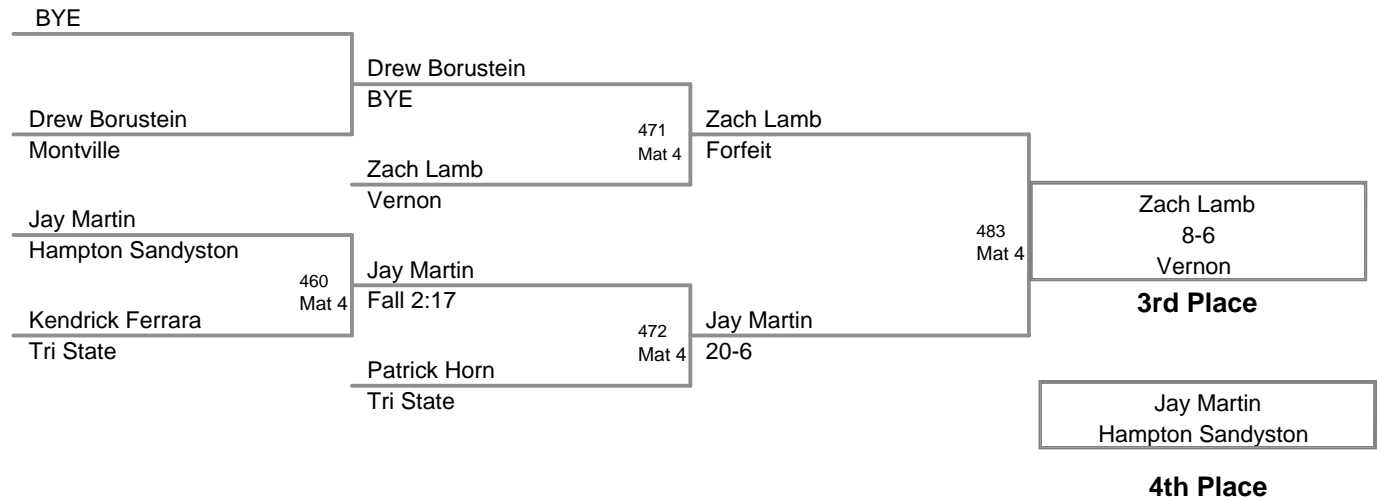 BYE
Drew Borustein
BYE
Drew Borustein
Montville
471
Mat 4
Zach Lamb
Forfeit
Zach Lamb
Vernon
Jay Martin
Hampton Sandyston
483
Mat 4
Zach Lamb
8-6
Vernon
3rd Place
460
Mat 4
Jay Martin
Fall 2:17
Kendrick Ferrara
Tri State
472
Mat 4
Jay Martin
20-6
Patrick Horn
Tri State
Jay Martin
Hampton Sandyston
4th Place